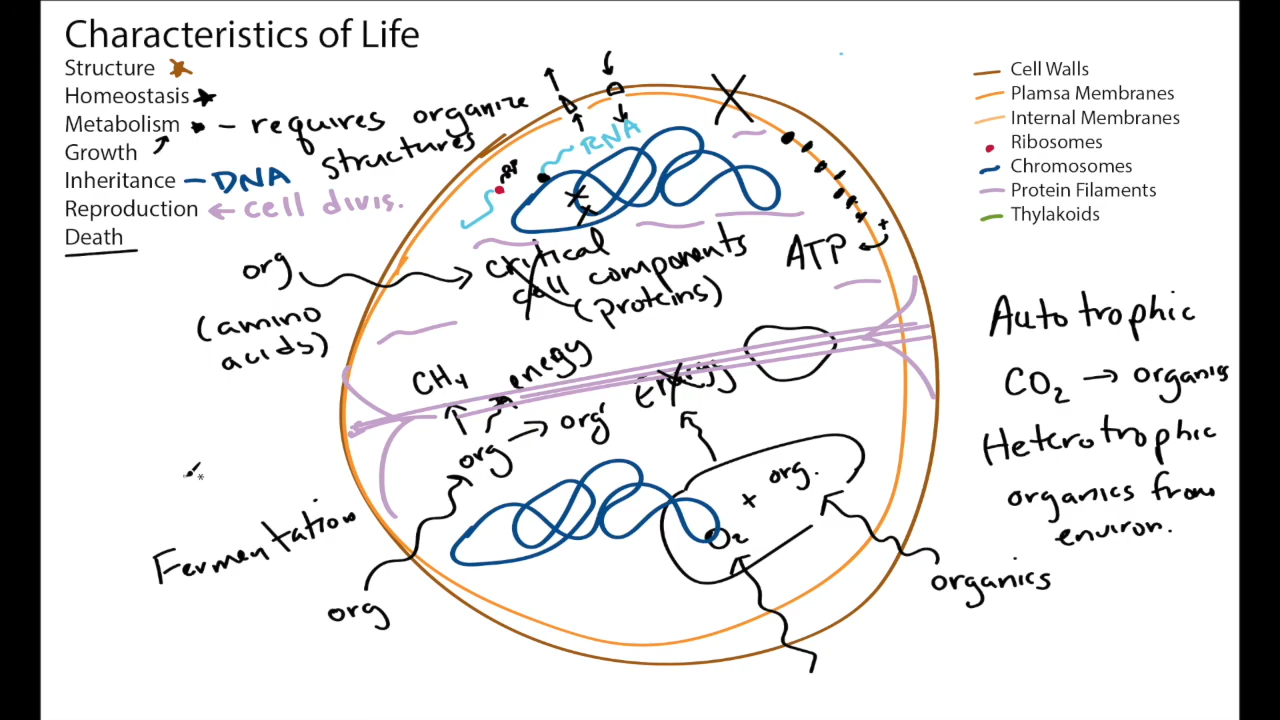 Characteristics of Life
Structure
Homeostasis
Metabolism - requires organize
structures
Growth
Inheritance - DNA
Reproduction ← cell divis.
Death
Cell Walls
Plamsa Membranes
Internal Membranes
Ribosomes
Chromosomes
Protein Filaments
Thylakoids
RNA
ATP
org
(amino
acids)
critical
cell components
(proteins)
CH4
enegy
Energy
org → org
+ org.
O2
Fermentation
org
organics
Autotrophic
CO2 → organics
Heterotrophic
organics from
environ.